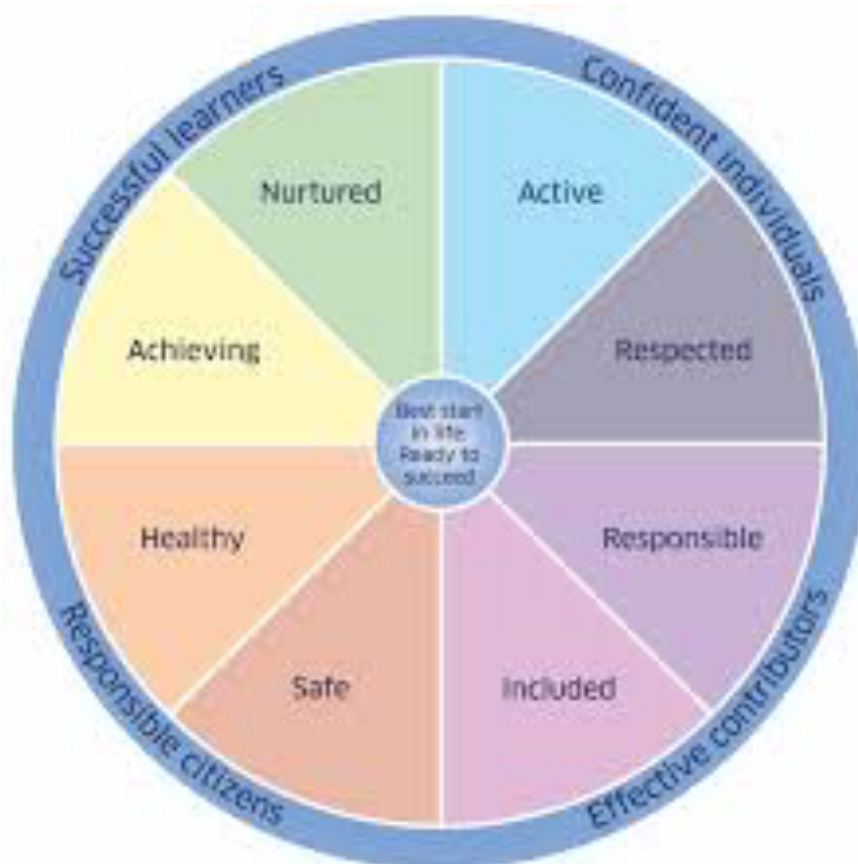 Successful learners
Confident individuals
Nurtured
Active
Achieving
Respected
Best start
in life
Ready to
succeed
Healthy
Responsible
Safe
Included
Responsible citizens
Effective contributors